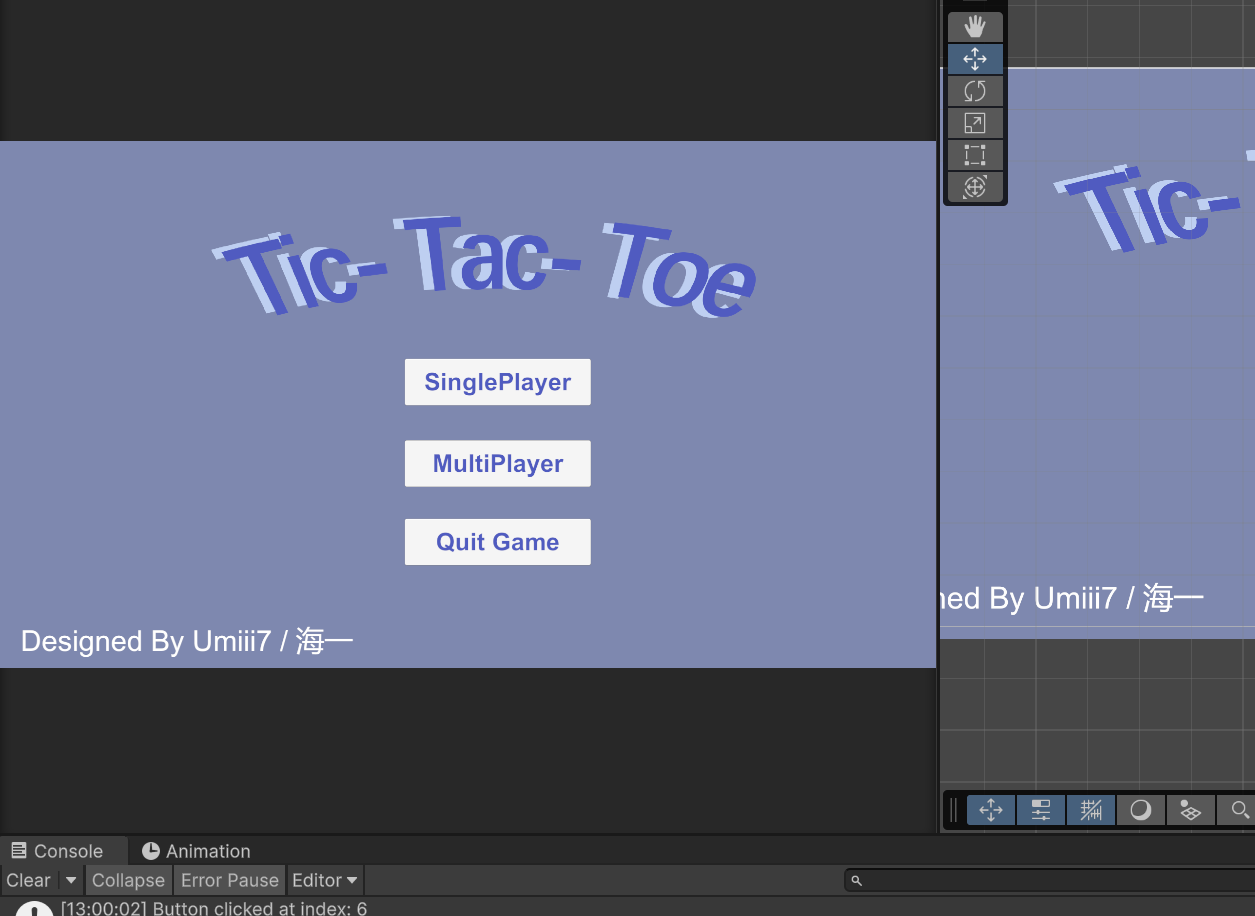 Tic-Tac-Toe
Tic-
SinglePlayer
MultiPlayer
Quit Game
Designed By Umiii7 / 海一
ned By Umiii7 / 海一
Console
Animation
Clear
Collapse
Error Pause
Editor
[13:00:02] Button clicked at index: 6